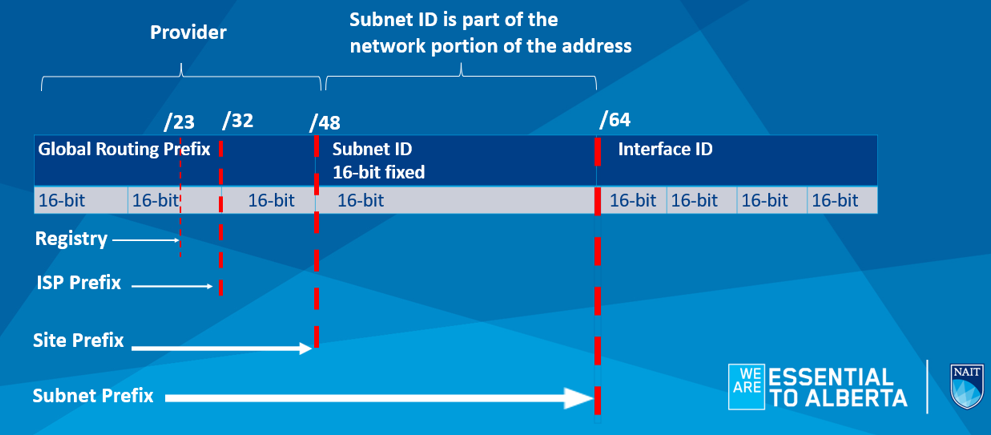 Provider
Subnet ID is part of the
network portion of the address
/23
/32
/48
/64
Global Routing Prefix
Subnet ID
16-bit fixed
Interface ID
16-bit
16-bit
16-bit
16-bit
16-bit
16-bit
16-bit
16-bit
Registry
ISP Prefix
Site Prefix
Subnet Prefix
WE
ARE
ESSENTIAL
TO ALBERTA
NAIT